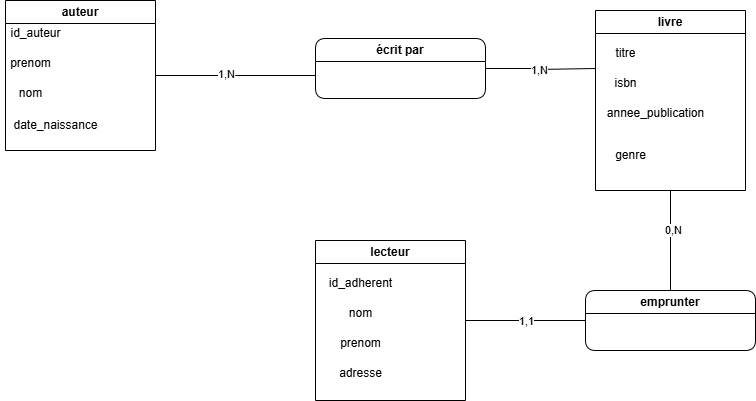 auteur
id_auteur
prenom
nom
date_naissance
1,N
écrit par
1,N
livre
titre
isbn
annee_publication
genre
0,N
lecteur
id_adherent
nom
prenom
adresse
1,1
emprunter